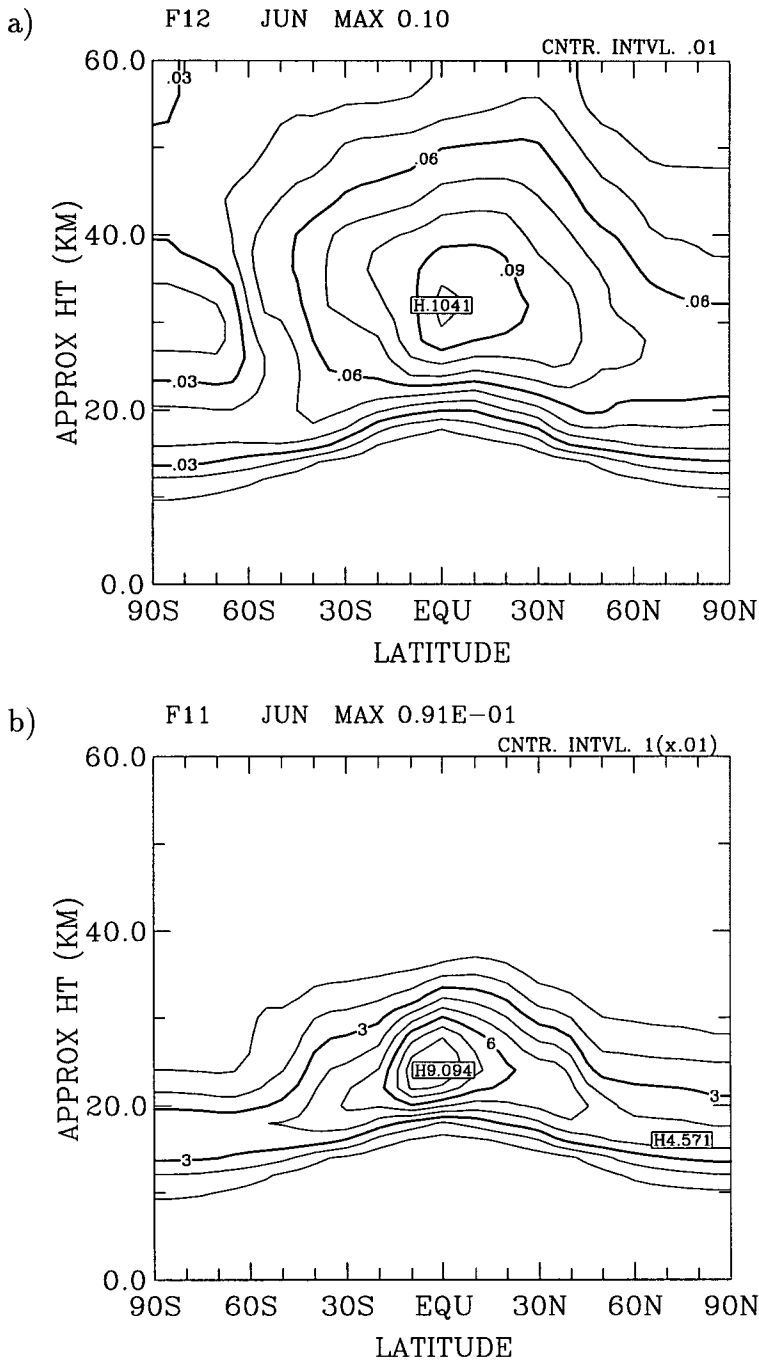 a)
F12 JUN MAX 0.10
CNTR. INTVL. .01
60.0
40.0
20.0
0.0
APPROX HT (KM)
.03
.06
.09
H.1041
.06
.03
.06
.03
90S 60S 30S EQU 30N 60N 90N
LATITUDE
b)
F11 JUN MAX 0.91E-01
CNTR. INTVL. 1(x.01)
60.0
40.0
20.0
0.0
APPROX HT (KM)
3
6
H9.094
3
H4.571
3
90S 60S 30S EQU 30N 60N 90N
LATITUDE